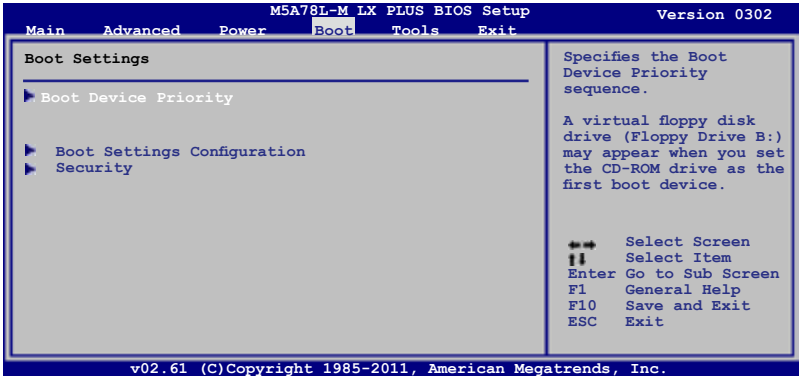 M5A78L-M LX PLUS BIOS Setup Version 0302
Main Advanced Power Boot Tools Exit
Boot Settings
Boot Device Priority
Boot Settings Configuration
Security
Specifies the Boot
Device Priority
sequence.
A virtual floppy disk
drive (Floppy Drive B:)
may appear when you set
the CD-ROM drive as the
first boot device.
Select Screen
Select Item
Enter Go to Sub Screen
F1 General Help
F10 Save and Exit
ESC Exit
v02.61 (C)Copyright 1985-2011, American Megatrends, Inc.